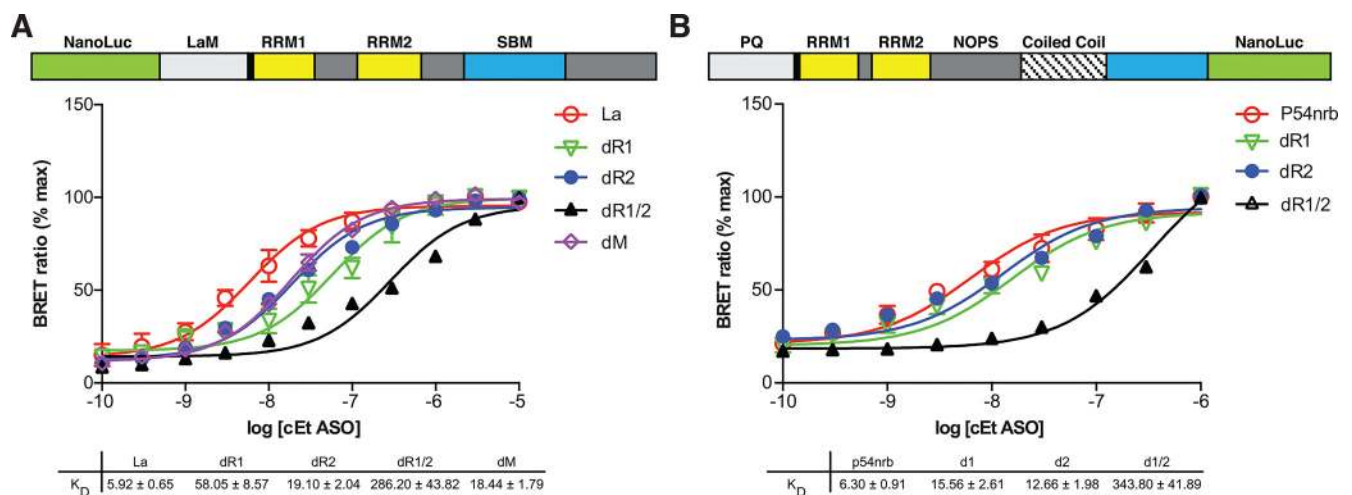 A
NanoLuc LaM RRM1 RRM2 SBM
BRET ratio (% max)
150
100
50
0
-10 -9 -8 -7 -6 -5
log [cEt ASO]
La
dR1
dR2
dR1/2
dM
La dR1 dR2 dR1/2 dM
KD 5.92 ± 0.65 58.05 ± 8.57 19.10 ± 2.04 286.20 ± 43.82 18.44 ± 1.79
B
PQ RRM1 RRM2 NOPS Coiled Coil NanoLuc
BRET ratio (% max)
150
100
50
0
-10 -9 -8 -7 -6
log [cEt ASO]
P54nrb
dR1
dR2
dR1/2
p54nrb d1 d2 d1/2
KD 6.30 ± 0.91 15.56 ± 2.61 12.66 ± 1.98 343.80 ± 41.89